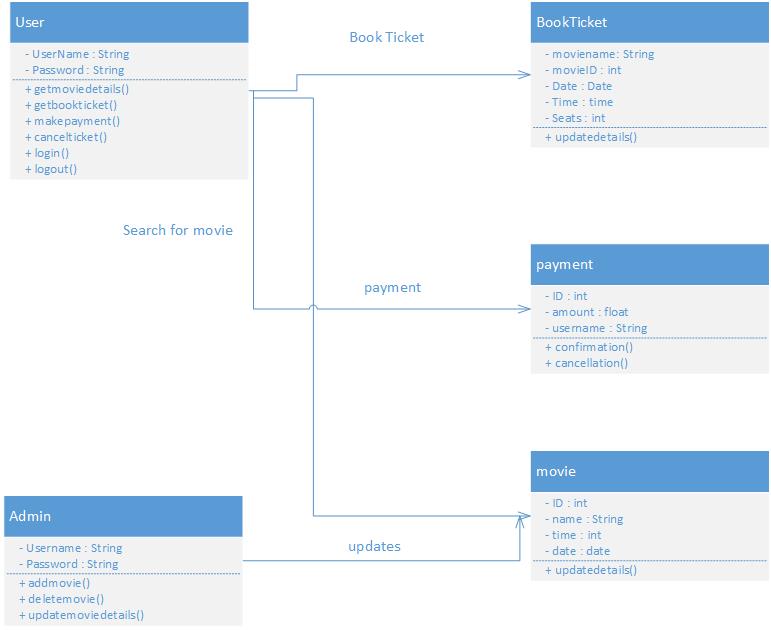 User
- UserName : String
- Password : String
+ getmoviedetails()
+ getbookticket()
+ makepayment()
+ cancelticket()
+ login()
+ logout()
Book Ticket
BookTicket
- moviename: String
- movieID : int
- Date : Date
- Time : time
- Seats : int
+ updatedetails()
Search for movie
payment
payment
- ID : int
- amount : float
- username : String
+ confirmation()
+ cancellation()
movie
- ID : int
- name : String
- time : int
- date : date
+ updatedetails()
Admin
- Username : String
- Password : String
+ addmovie()
+ deletemovie()
+ updatemoviedetails()
updates